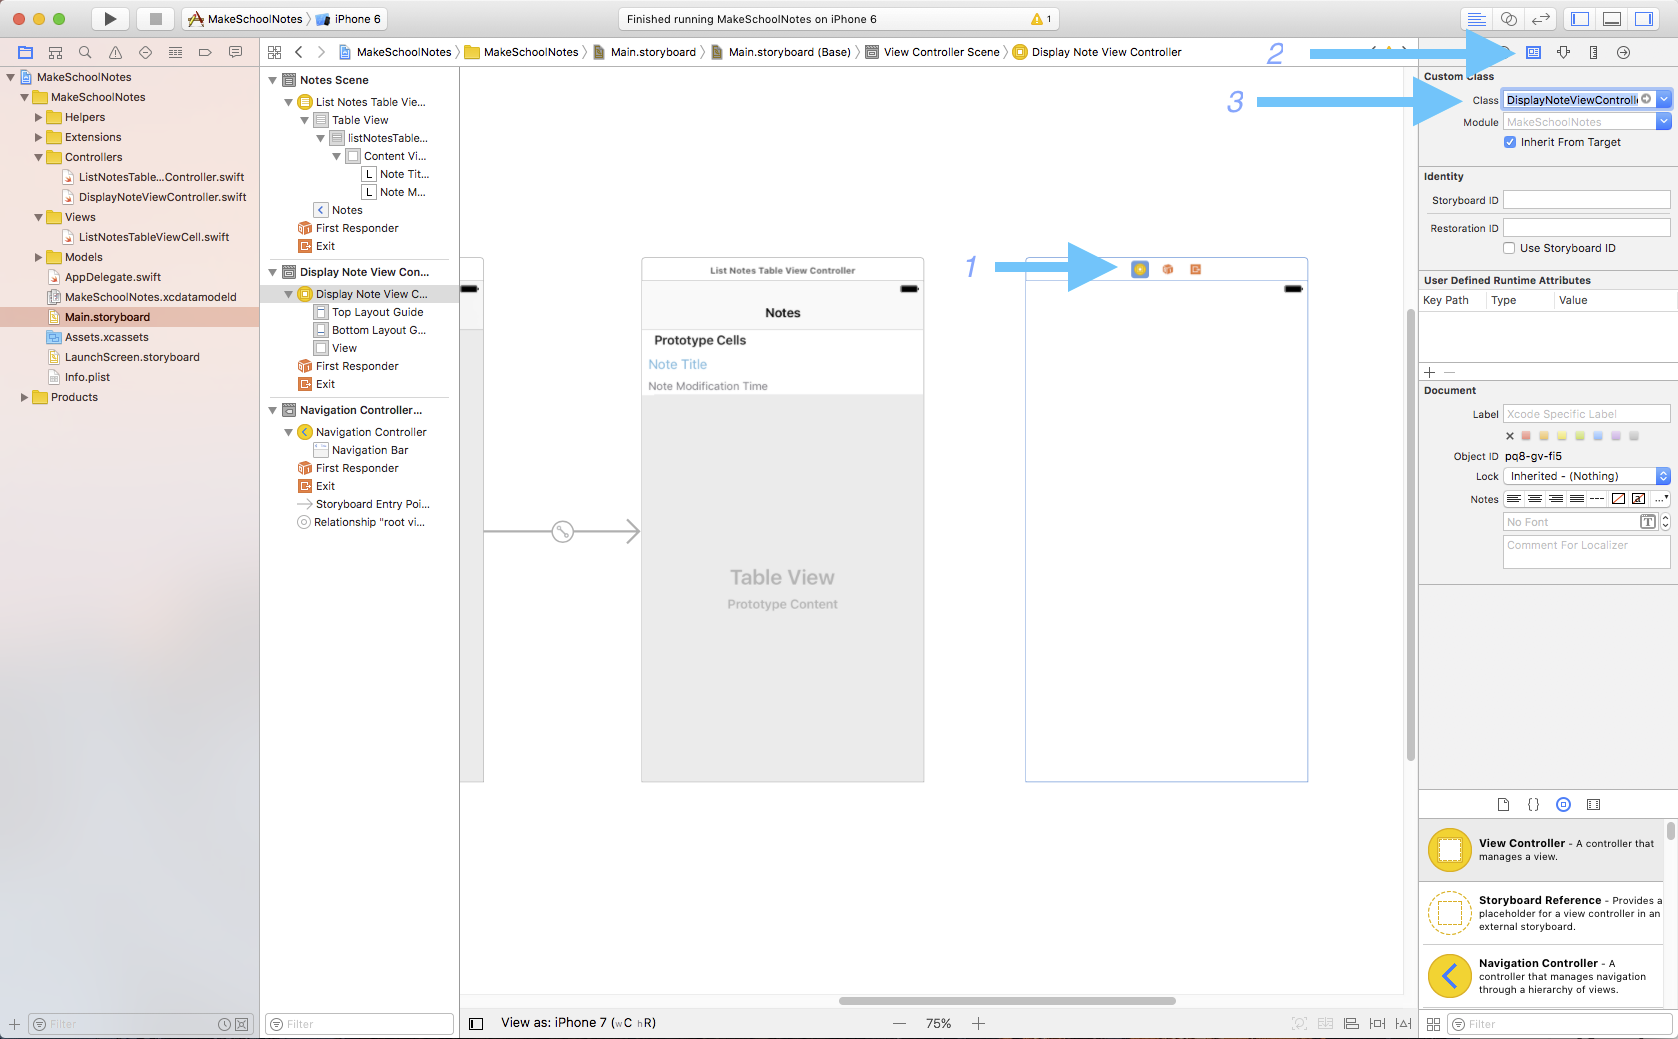 MakeSchoolNotes
iPhone 6
Finished running MakeSchoolNotes on iPhone 6
1
MakeSchoolNotes
MakeSchoolNotes
Main.storyboard
Main.storyboard (Base)
View Controller Scene
Display Note View Controller
MakeSchoolNotes
MakeSchoolNotes
Helpers
Extensions
Controllers
ListNotesTable...Controller.swift
DisplayNoteViewController.swift
Views
ListNotesTableViewCell.swift
Models
AppDelegate.swift
MakeSchoolNotes.xcdatamodeld
Main.storyboard
Assets.xcassets
LaunchScreen.storyboard
Info.plist
Products
Filter
Notes Scene
List Notes Table Vie...
Table View
listNotesTable...
Content Vi...
L Note Tit...
L Note M...
Notes
First Responder
Exit
Display Note View Con...
Display Note View C...
Top Layout Guide
Bottom Layout G...
View
First Responder
Exit
Navigation Controller...
Navigation Controller
Navigation Bar
First Responder
Exit
Storyboard Entry Poi...
Relationship "root vi...
Filter
List Notes Table View Controller
Notes
Prototype Cells
Note Title
Note Modification Time
Table View
Prototype Content
1
2
3
View as: iPhone 7 (wC hR)
75%
Custom Class
Class DisplayNoteViewControll
Module MakeSchoolNotes
Inherit From Target
Identity
Storyboard ID
Restoration ID
Use Storyboard ID
User Defined Runtime Attributes
Key Path Type Value
Document
Label Xcode Specific Label
Object ID pq8-gv-fi5
Lock Inherited - (Nothing)
Notes
No Font
Comment For Localizer
View Controller - A controller that
manages a view.
Storyboard Reference - Provides a
placeholder for a view controller in an
external storyboard.
Navigation Controller - A
controller that manages navigation
through a hierarchy of views.
Filter